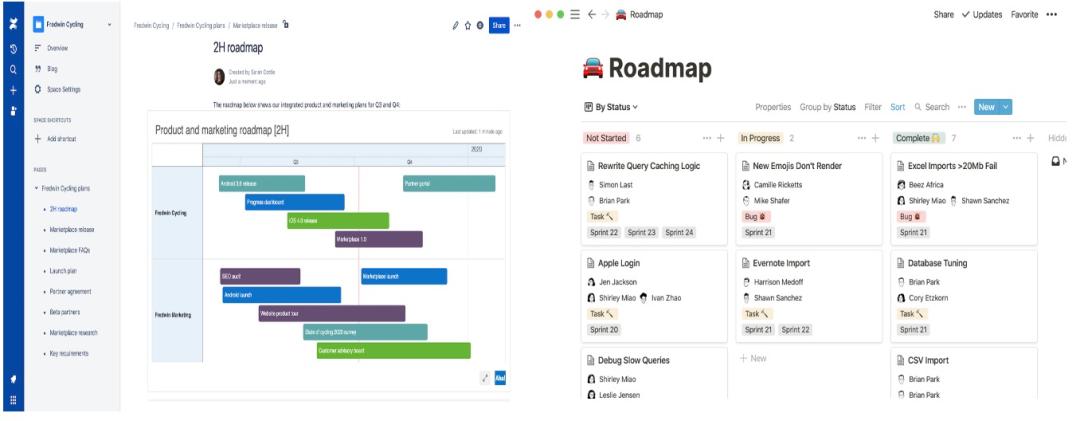 Fredwin Cycling
Overview
Blog
Space Settings
SPACE SHORTCUTS
Add shortcut
PAGES
Fredwin Cycling plans
2H roadmap
Marketplace release
Marketplace FAQs
Launch plan
Partner agreement
Beta partners
Marketplace research
Key requirements
Fredwin Cycling / Fredwin Cycling plans / Marketplace release
Share
2H roadmap
Created by Sarah Gottle
Just a moment ago
The roadmap below shows our integrated product and marketing plans for Q3 and Q4:
Product and marketing roadmap [2H]
Last updated: 1 minute ago
2020
Q3 Q4
Fredwin Cycling
Android 3.8 release
Partner portal
Progress dashboard
iOS 4.0 release
Marketplace 1.0
Fredwin Marketing
SEO audit
Marketplace launch
Android launch
Website product tour
State of cycling 2020 survey
Customer advisory board
Aha!
Roadmap
Share Updates Favorite
Roadmap
By Status
Properties Group by Status Filter Sort Search New
Not Started 6
Rewrite Query Caching Logic
Simon Last
Brian Park
Task
Sprint 22 Sprint 23 Sprint 24
Apple Login
Jen Jackson
Shirley Miao Ivan Zhao
Task
Sprint 20
Debug Slow Queries
Shirley Miao
Leslie Jensen
In Progress 2
New Emojis Don't Render
Camille Ricketts
Mike Shafer
Bug
Sprint 21
Evernote Import
Harrison Medoff
Shawn Sanchez
Task
Sprint 21 Sprint 22
New
Complete 7
Excel Imports >20Mb Fail
Beez Africa
Shirley Miao Shawn Sanchez
Bug
Sprint 21
Database Tuning
Brian Park
Cory Etzkorn
Task
Sprint 21
CSV Import
Brian Park
Brian Park